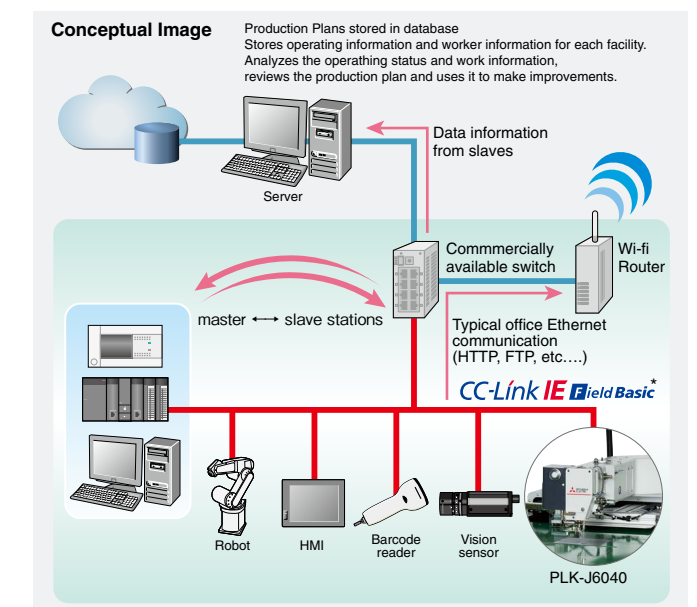 Conceptual Image
Production Plans stored in database
Stores operating information and worker information for each facility.
Analyzes the operathing status and work information,
reviews the production plan and uses it to make improvements.
Data information
from slaves
Server
Commmercially
available switch
Wi-fi
Router
master ⟷ slave stations
Typical office Ethernet
communication
(HTTP, FTP, etc....)
CC-Link IE Field Basic*
Robot
HMI
Barcode
reader
Vision
sensor
PLK-J6040